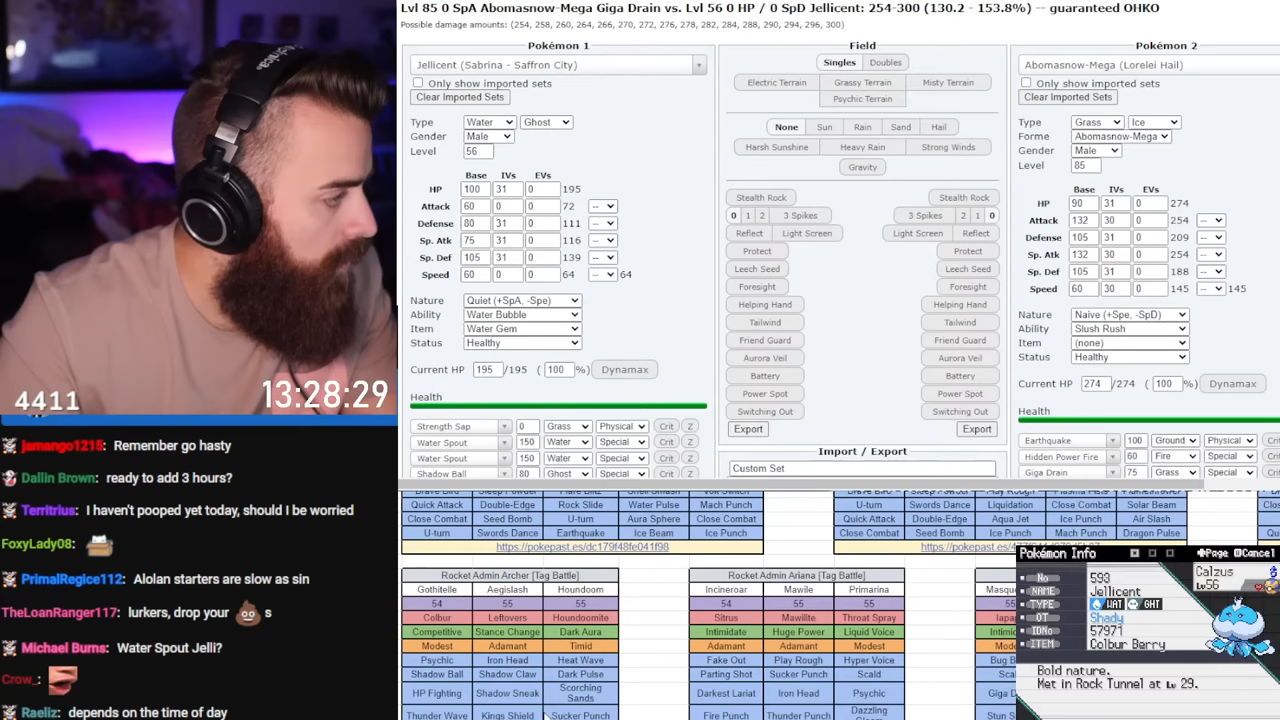 Lvl 85 0 SpA Abomasnow-Mega Giga Drain vs. Lvl 56 0 HP / 0 SpD Jellicent: 254-300 (130.2 - 153.8%) -- guaranteed OHKO
Possible damage amounts: (254, 258, 260, 264, 266, 270, 272, 276, 278, 282, 284, 288, 290, 294, 296, 300)
Pokémon 1
Jellicent (Sabrina - Saffron City)
Only show imported sets
Clear Imported Sets
Type Water Ghost
Gender Male
Level 56
Base IVs EVs
HP 100 31 0 195
Attack 60 31 0 72 --
Defense 80 31 0 111 --
Sp. Atk 75 31 0 116 --
Sp. Def 105 31 0 139 --
Speed 60 31 0 64 -- 64
Nature Quiet (+SpA, -Spe)
Ability Water Bubble
Item Water Gem
Status Healthy
Current HP 195 /195 ( 100 %) Dynamax
Health
Strength Sap 0 Grass Physical Crit Z
Water Spout 150 Water Special Crit Z
Water Spout 150 Water Special Crit Z
Shadow Ball 80 Ghost Special Crit Z
Field
Singles Doubles
Electric Terrain Grassy Terrain Misty Terrain
Psychic Terrain
None Sun Rain Sand Hail
Harsh Sunshine Heavy Rain Strong Winds
Gravity
Stealth Rock Stealth Rock
0 1 2 3 Spikes 3 Spikes 2 1 0
Reflect Light Screen Light Screen Reflect
Protect Protect
Leech Seed Leech Seed
Foresight Foresight
Helping Hand Helping Hand
Tailwind Tailwind
Friend Guard Friend Guard
Aurora Veil Aurora Veil
Battery Battery
Power Spot Power Spot
Switching Out Switching Out
Export Export
Import / Export
Custom Set
Pokémon 2
Abomasnow-Mega (Lorelei Hail)
Only show imported sets
Clear Imported Sets
Type Grass Ice
Forme Abomasnow-Mega
Gender Male
Level 85
Base IVs EVs
HP 90 31 0 274
Attack 132 30 0 254 --
Defense 105 30 0 209 --
Sp. Atk 132 30 0 254 --
Sp. Def 105 31 0 188 --
Speed 60 30 0 145 -- 145
Nature Naive (+Spe, -SpD)
Ability Slush Rush
Item (none)
Status Healthy
Current HP 274 /274 ( 100 %) Dynamax
Health
Earthquake 100 Ground Physical
Hidden Power Fire 60 Fire Special
Giga Drain 75 Grass Special
4411
13:28:29
jamango1215: Remember go hasty
Dallin Brown: ready to add 3 hours?
Territrius: I haven't pooped yet today, should I be worried
FoxyLady08:
PrimalRegice112: Alolan starters are slow as sin
TheLoanRanger117: lurkers, drop your s
Michael Burns: Water Spout Jelli?
Crow_:
Raeliz: depends on the time of day
Brave Bird Sleep Powder Flare Blitz Shell Smash Volt Switch
Quick Attack Double-Edge Rock Slide Water Pulse Mach Punch
Close Combat Seed Bomb U-turn Aura Sphere Close Combat
U-turn Swords Dance Earthquake Ice Beam Ice Punch
https://pokepast.es/dc179f48fe041f98
U-turn Swords Dance Liquidation Close Combat Solar Beam
Quick Attack Double-Edge Aqua Jet Ice Punch Air Slash
Close Combat Seed Bomb Ice Punch Mach Punch Dragon Pulse
Rocket Admin Archer [Tag Battle]
Gothitelle Aegislash Houndoom
54 55 55
Colbur Leftovers Houndoomite
Competitive Stance Change Dark Aura
Modest Adamant Timid
Psychic Iron Head Heat Wave
Shadow Ball Shadow Claw Dark Pulse
HP Fighting Shadow Sneak Scorching Sands
Thunder Wave Kings Shield Sucker Punch
Rocket Admin Ariana [Tag Battle]
Incineroar Mawile Primarina
54 55 55
Sitrus Mawilite Throat Spray
Intimidate Huge Power Liquid Voice
Adamant Adamant Modest
Fake Out Play Rough Hyper Voice
Parting Shot Sucker Punch Scald
Darkest Lariat Iron Head Psychic
Fire Punch Thunder Punch Dazzling
Pokémon Info Page Cancel
No 593
NAME Jellicent
TYPE WAT GHT
OT Shady
IDNo 57971
ITEM Colbur Berry
Calzus
Lv56
Bold nature.
Met in Rock Tunnel at Lv 29.